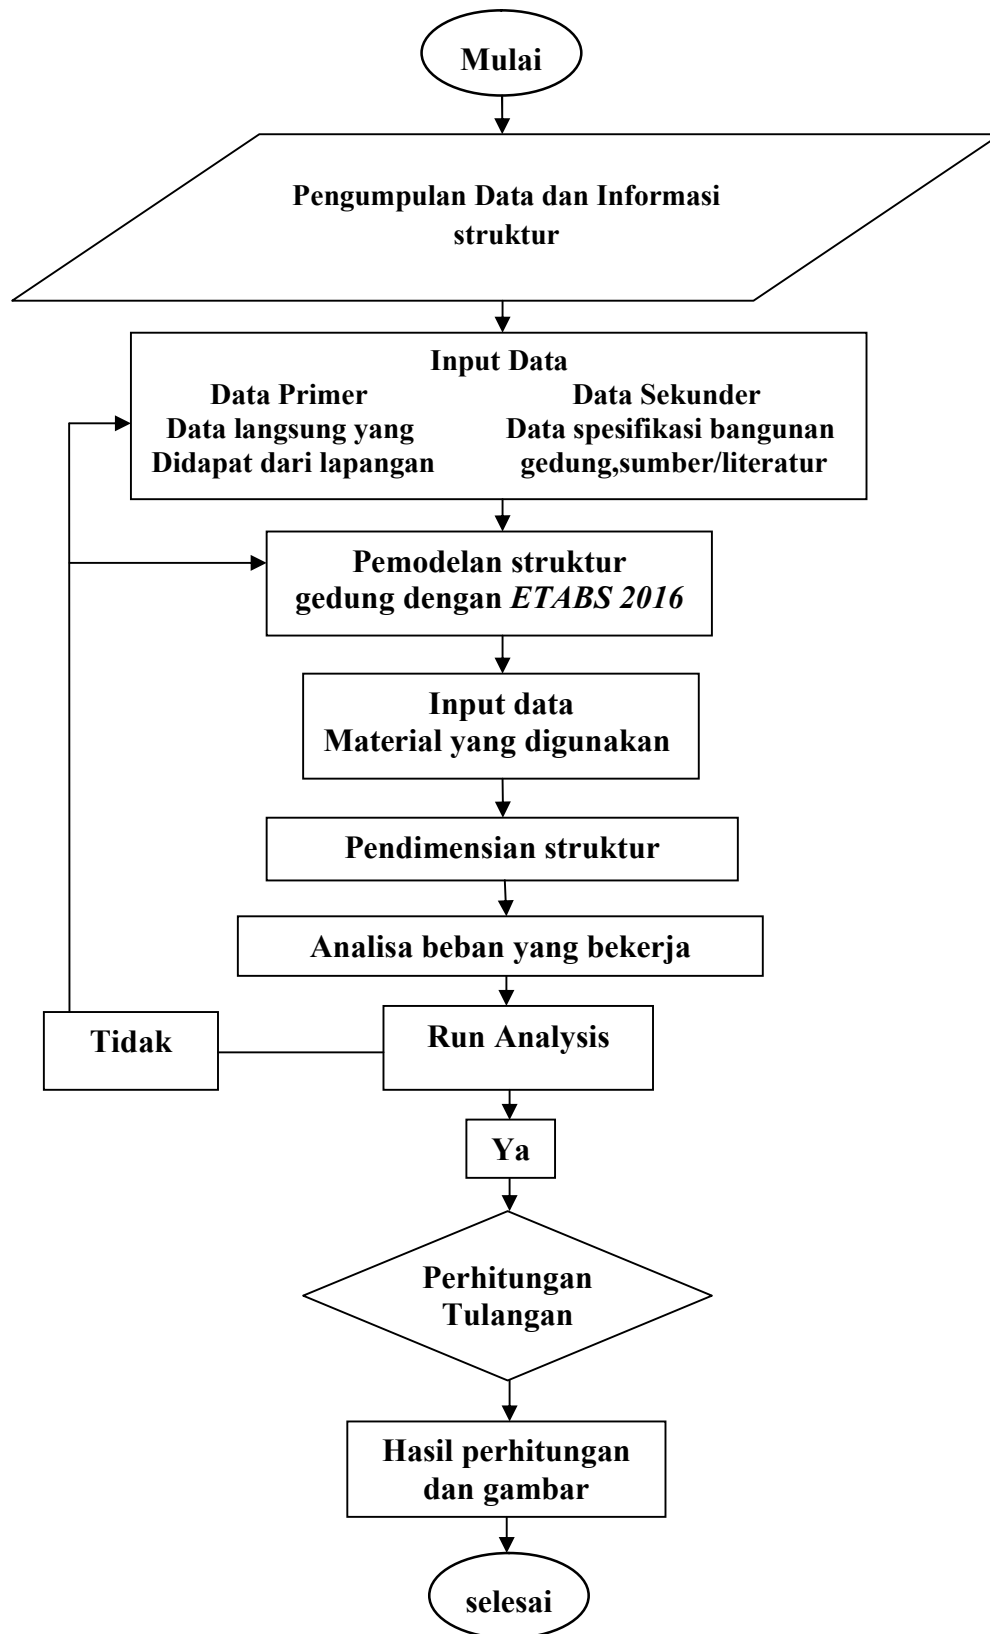 Mulai
Pengumpulan Data dan Informasi
struktur
Input Data
Data Primer
Data langsung yang
Didapat dari lapangan
Data Sekunder
Data spesifikasi bangunan
gedung,sumber/literatur
Pemodelan struktur
gedung dengan ETABS 2016
Input data
Material yang digunakan
Pendimensian struktur
Analisa beban yang bekerja
Tidak
Run Analysis
Ya
Perhitungan
Tulangan
Hasil perhitungan
dan gambar
selesai